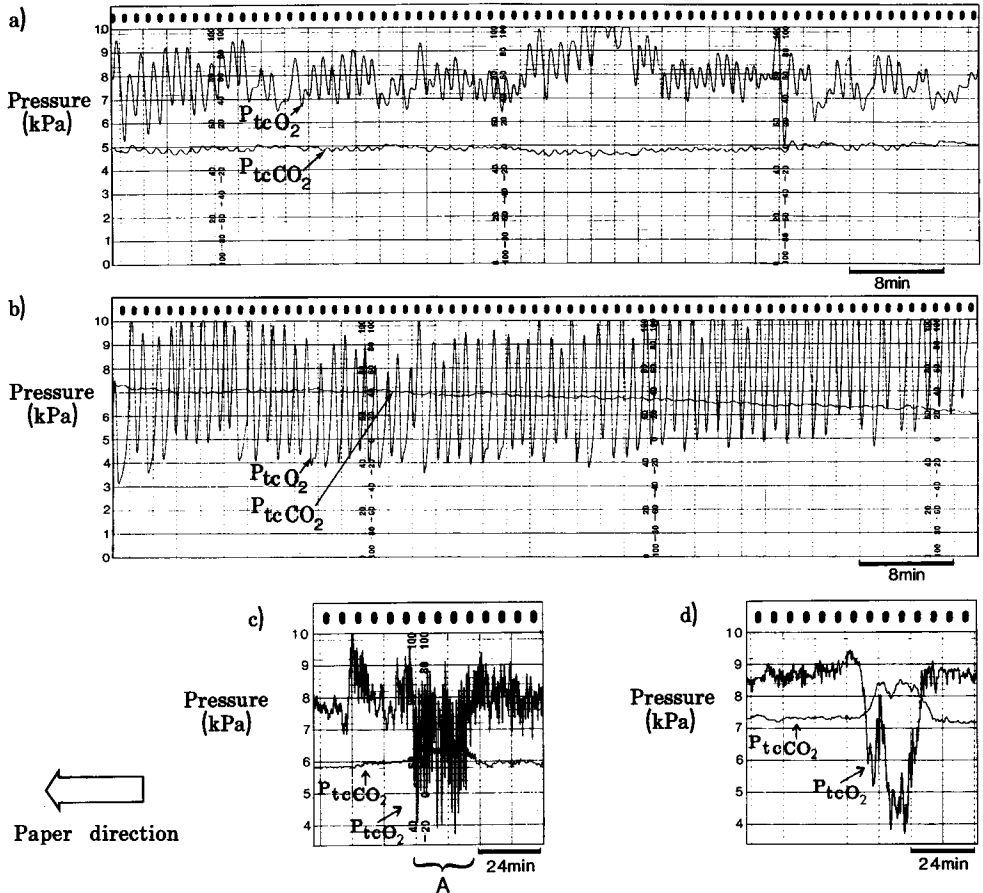 a)
Pressure
(kPa)
10
9
8
7
6
5
4
3
2
1
0
PtcO2
PtcCO2
8min
b)
Pressure
(kPa)
10
9
8
7
6
5
4
3
2
1
0
PtcO2
PtcCO2
8min
c)
Pressure
(kPa)
10
9
8
7
6
5
4
PtcCO2
PtcO2
A
24min
d)
Pressure
(kPa)
10
9
8
7
6
5
4
PtcCO2
PtcO2
24min
Paper direction